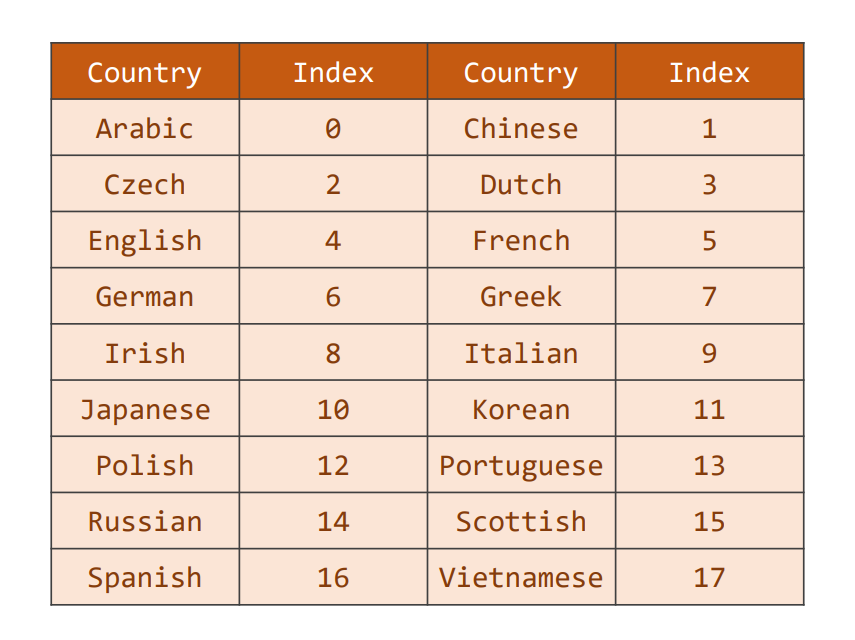 Country Index Country Index
Arabic 0 Chinese 1
Czech 2 Dutch 3
English 4 French 5
German 6 Greek 7
Irish 8 Italian 9
Japanese 10 Korean 11
Polish 12 Portuguese 13
Russian 14 Scottish 15
Spanish 16 Vietnamese 17